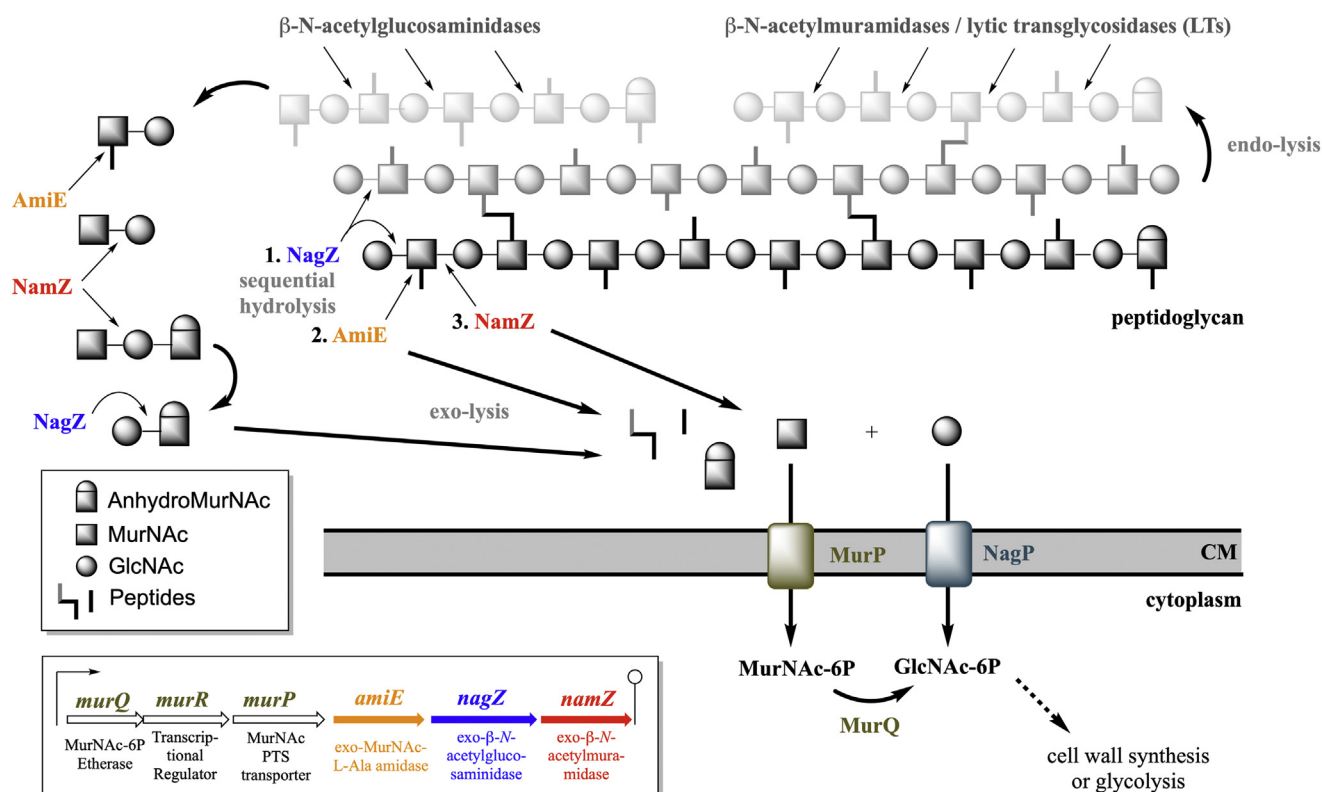 β-N-acetylglucosaminidases
β-N-acetylmuramidases / lytic transglycosidases (LTs)
endo-lysis
AmiE
1. NagZ
sequential
hydrolysis
NamZ
2. AmiE
3. NamZ
peptidoglycan
NagZ
exo-lysis
+
AnhydroMurNAc
MurNAc
GlcNAc
Peptides
MurP
NagP
CM
cytoplasm
MurNAc-6P
GlcNAc-6P
MurQ
cell wall synthesis
or glycolysis
murQ
murR
murP
amiE
nagZ
namZ
MurNAc-6P
Etherase
Transcrip-
tional
Regulator
MurNAc
PTS
transporter
exo-MurNAc-
L-Ala amidase
exo-β-N-
acetylgluco-
saminidase
exo-β-N-
acetylmura-
midase